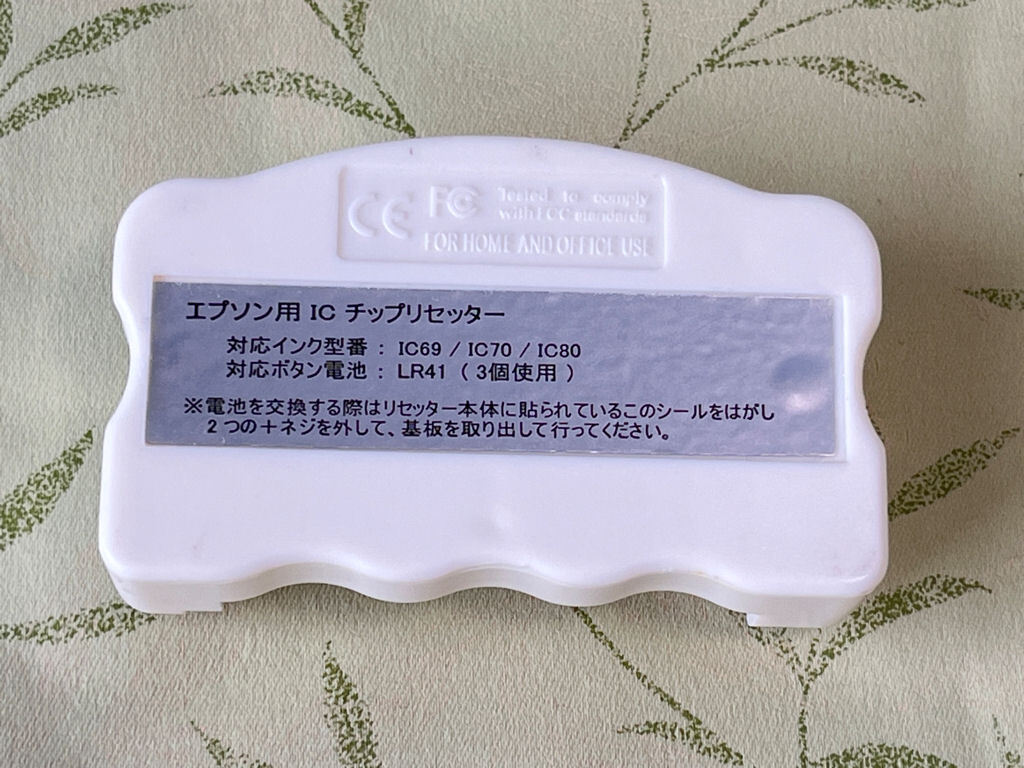 CE FC Tested to comply
with FCC standards
FOR HOME AND OFFICE USE
エプソン用 IC チップリセッター
対応インク型番 : IC69 / IC70 / IC80
対応ボタン電池 : LR41 ( 3個使用 )
※電池を交換する際はリセッター本体に貼られているこのシールをはがし
2つの+ネジを外して、基板を取り出して行ってください。